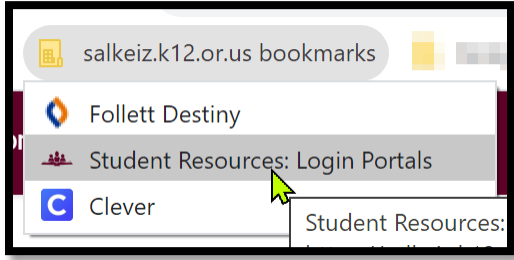 salkeiz.k12.or.us bookmarks
Follett Destiny
Student Resources: Login Portals
Clever
Student Resources: